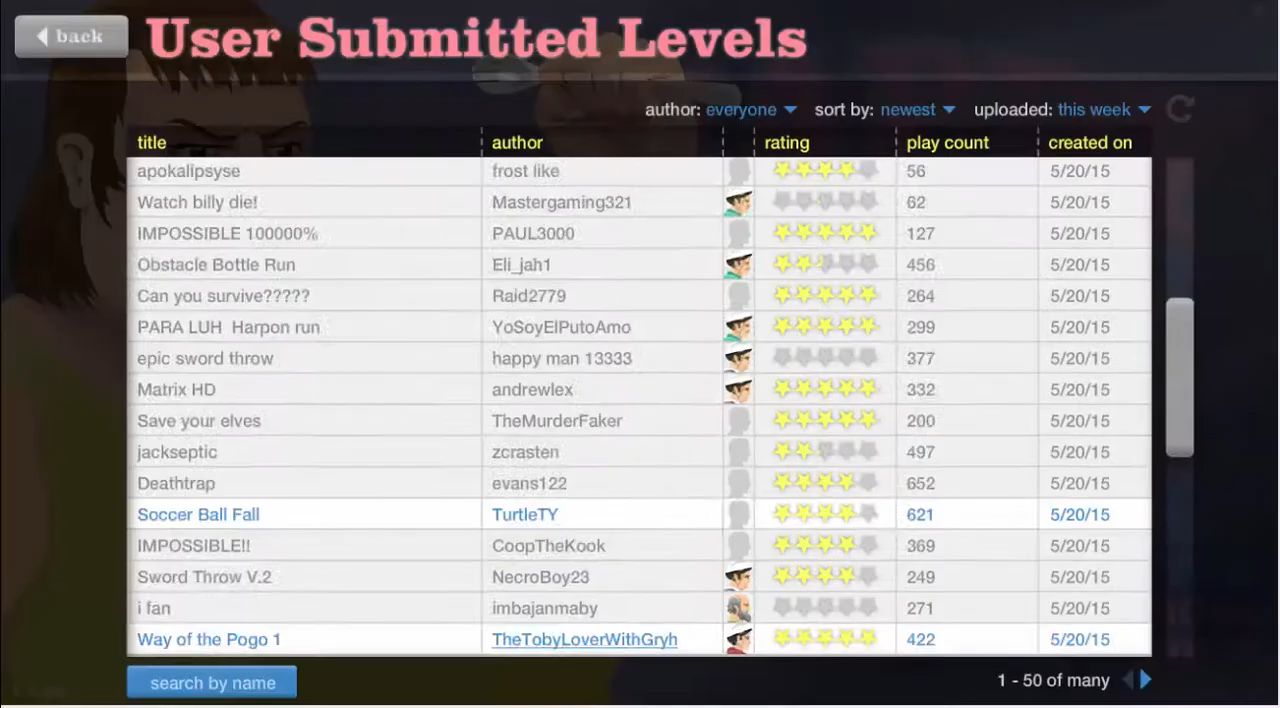 back
User Submitted Levels
author: everyone sort by: newest uploaded: this week
title author rating play count created on
apokalipsyse frost like 56 5/20/15
Watch billy die! Mastergaming321 62 5/20/15
IMPOSSIBLE 100000% PAUL3000 127 5/20/15
Obstacle Bottle Run Eli_jah1 456 5/20/15
Can you survive????? Raid2779 264 5/20/15
PARA LUH Harpon run YoSoyElPutoAmo 299 5/20/15
epic sword throw happy man 13333 377 5/20/15
Matrix HD andrewlex 332 5/20/15
Save your elves TheMurderFaker 200 5/20/15
jackseptic zcrasten 497 5/20/15
Deathtrap evans122 652 5/20/15
Soccer Ball Fall TurtleTY 621 5/20/15
IMPOSSIBLE!! CoopTheKook 369 5/20/15
Sword Throw V.2 NecroBoy23 249 5/20/15
i fan imbajanmaby 271 5/20/15
Way of the Pogo 1 TheTobyLoverWithGryh 422 5/20/15
search by name 1 - 50 of many